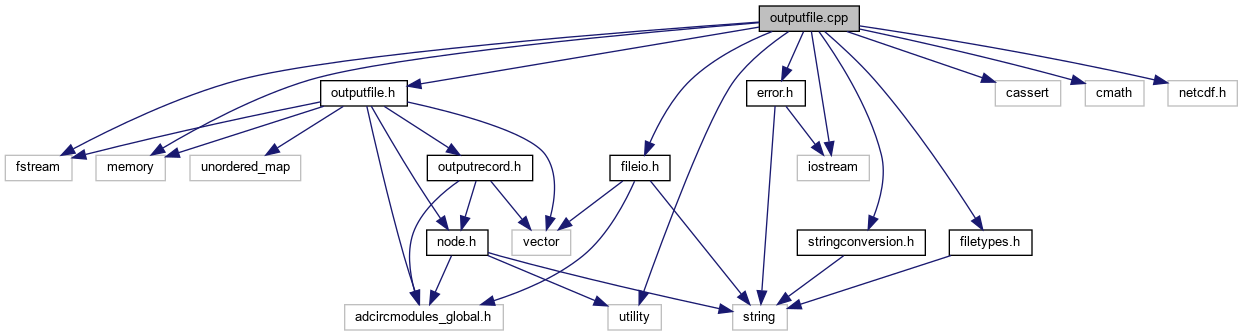 outputfile.cpp
outputfile.h
error.h
cassert
cmath
netcdf.h
fstream
memory
unordered_map
outputrecord.h
fileio.h
iostream
node.h
vector
stringconversion.h
filetypes.h
adcircmodules_global.h
utility
string